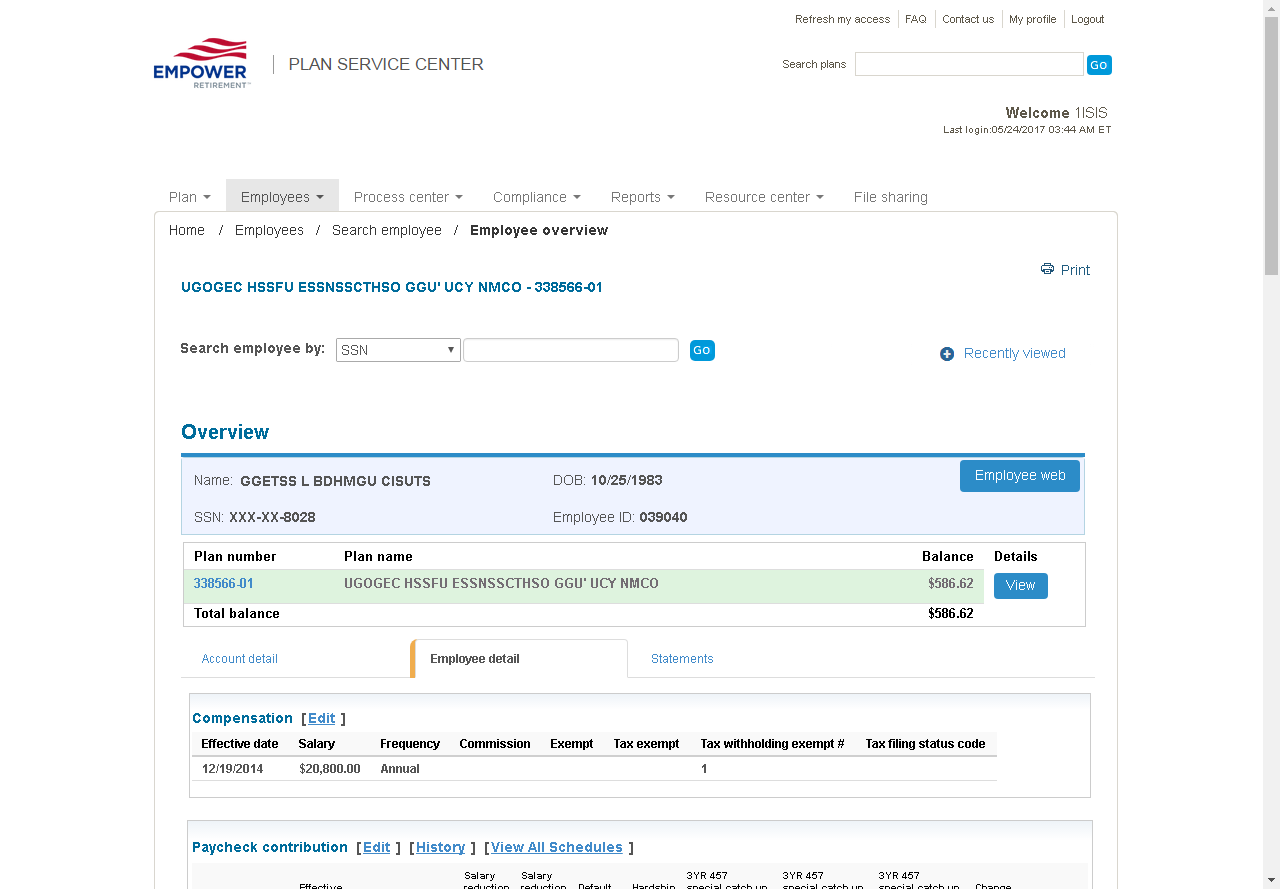 Refresh my access FAQ Contact us My profile Logout
EMPOWER
RETIREMENT™
PLAN SERVICE CENTER
Search plans GO
Welcome 1ISIS
Last login:05/24/2017 03:44 AM ET
Plan Employees Process center Compliance Reports Resource center File sharing
Home / Employees / Search employee / Employee overview
Print
UGOGEC HSSFU ESSNSSCTHSO GGU' UCY NMCO - 338566-01
Search employee by: SSN GO
Recently viewed
Overview
Name: GGETSS L BDHMGU CISUTS DOB: 10/25/1983 Employee web
SSN: XXX-XX-8028 Employee ID: 039040
Plan number Plan name Balance Details
338566-01 UGOGEC HSSFU ESSNSSCTHSO GGU' UCY NMCO $586.62 View
Total balance $586.62
Account detail Employee detail Statements
Compensation [Edit ]
Effective date Salary Frequency Commission Exempt Tax exempt Tax withholding exempt # Tax filing status code
12/19/2014 $20,800.00 Annual 1
Paycheck contribution [Edit ] [History ] [View All Schedules ]
Salary Salary 3YR 457 3YR 457 3YR 457
Effective reduction reduction Default Hardship special catch up special catch up special catch up Change